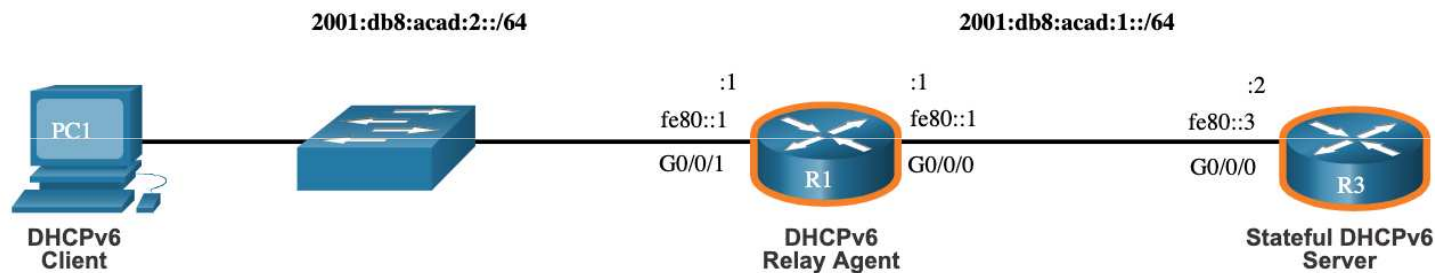 2001:db8:acad:2::/64
2001:db8:acad:1::/64
:1
:1
:2
PC1
fe80::1
fe80::1
fe80::3
G0/0/1
R1
G0/0/0
G0/0/0
R3
DHCPv6
Client
DHCPv6
Relay Agent
Stateful DHCPv6
Server